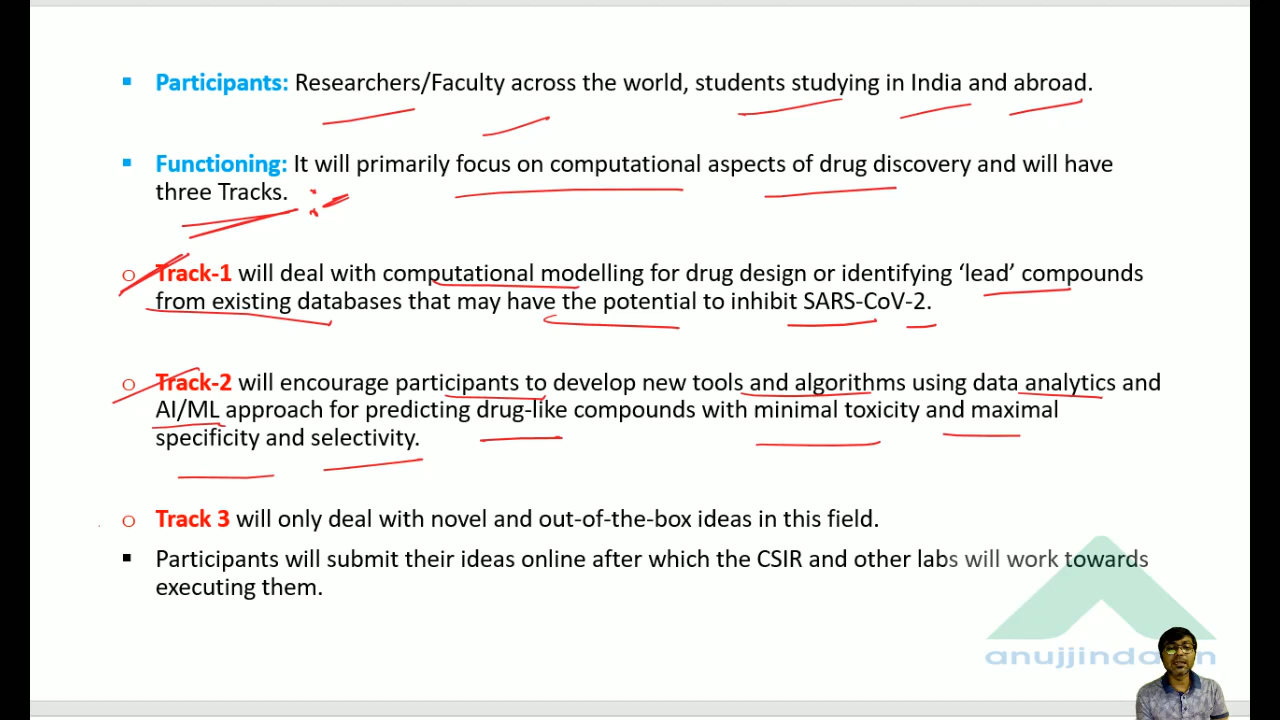 Participants: Researchers/Faculty across the world, students studying in India and abroad.
Functioning: It will primarily focus on computational aspects of drug discovery and will have
three Tracks.
Track-1 will deal with computational modelling for drug design or identifying ‘lead’ compounds
from existing databases that may have the potential to inhibit SARS-CoV-2.
Track-2 will encourage participants to develop new tools and algorithms using data analytics and
AI/ML approach for predicting drug-like compounds with minimal toxicity and maximal
specificity and selectivity.
Track 3 will only deal with novel and out-of-the-box ideas in this field.
Participants will submit their ideas online after which the CSIR and other labs will work towards
executing them.